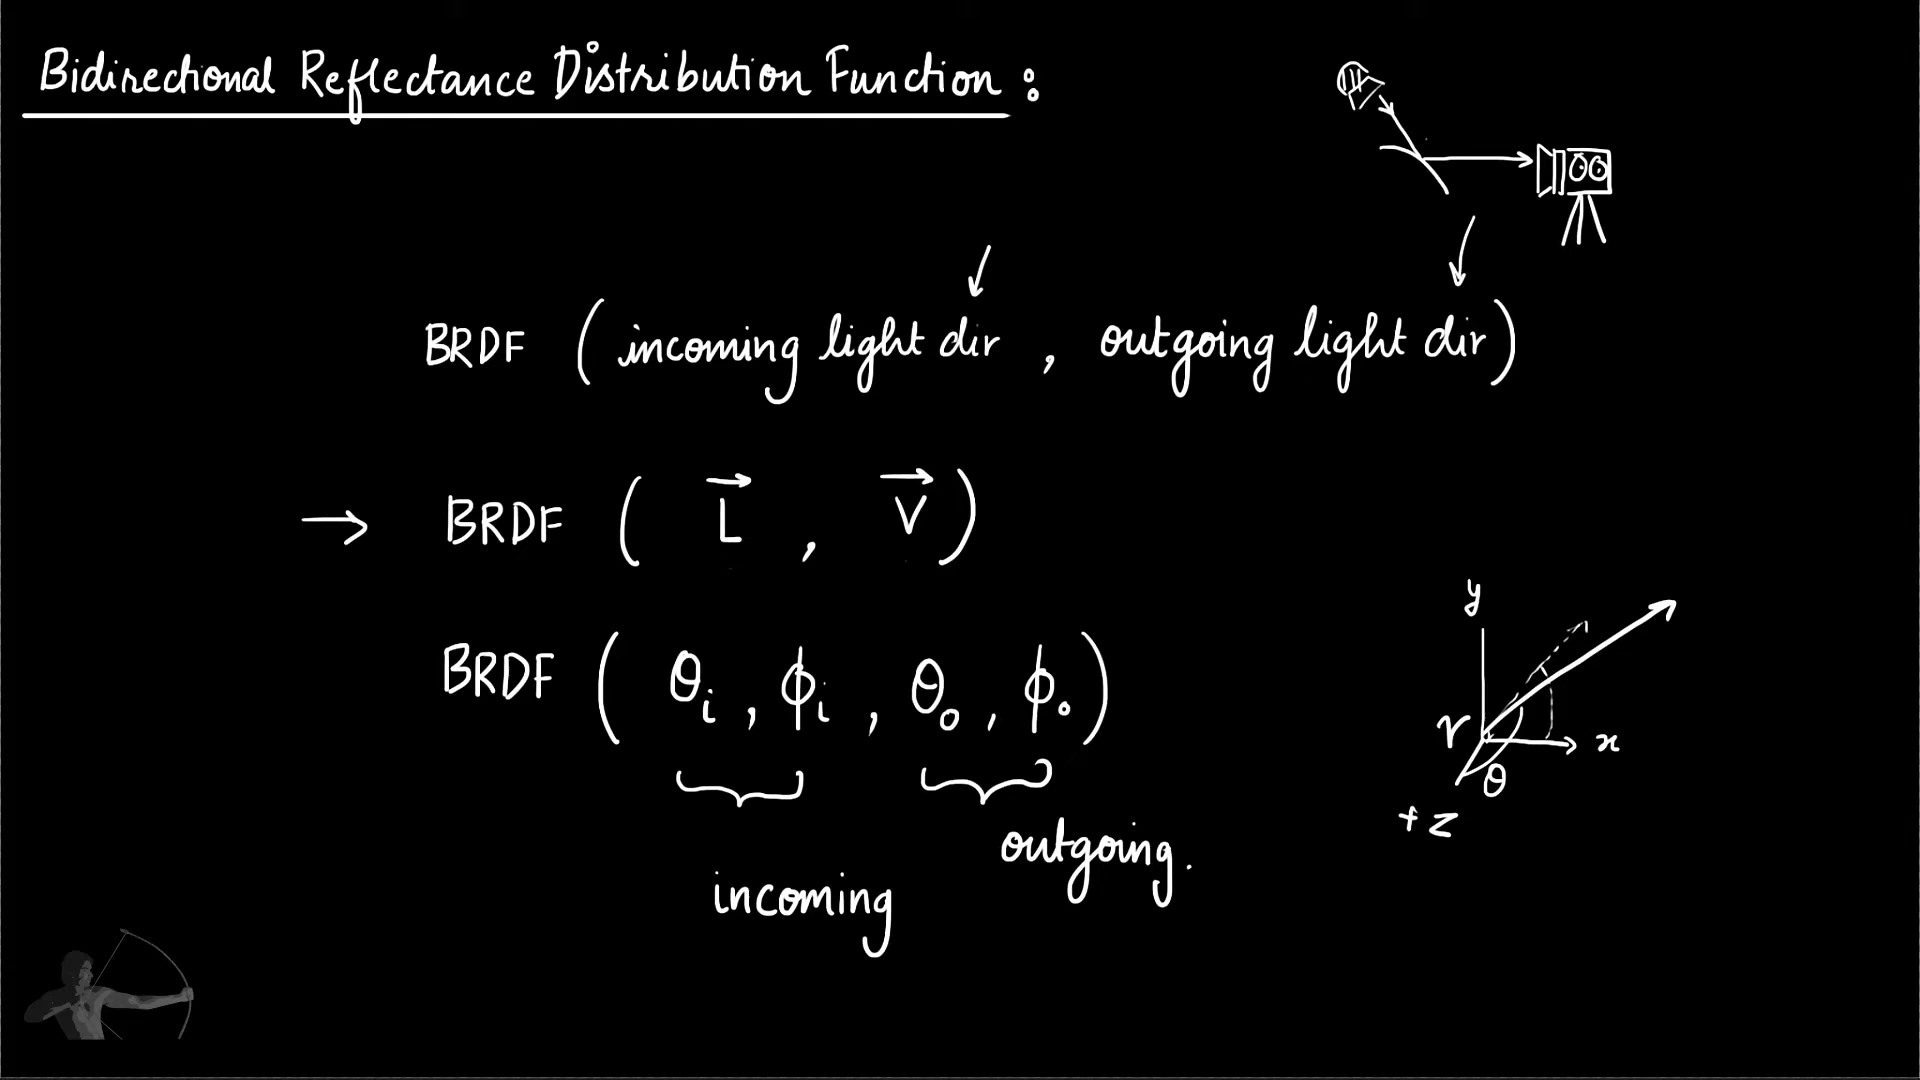 Bidirectional Reflectance Distribution Function :
BRDF ( incoming light dir , outgoing light dir )
→ BRDF ( L⃗ , V⃗ )
BRDF ( θi , ϕi , θo , ϕo )
outgoing.
incoming
y
r
x
θ
+z